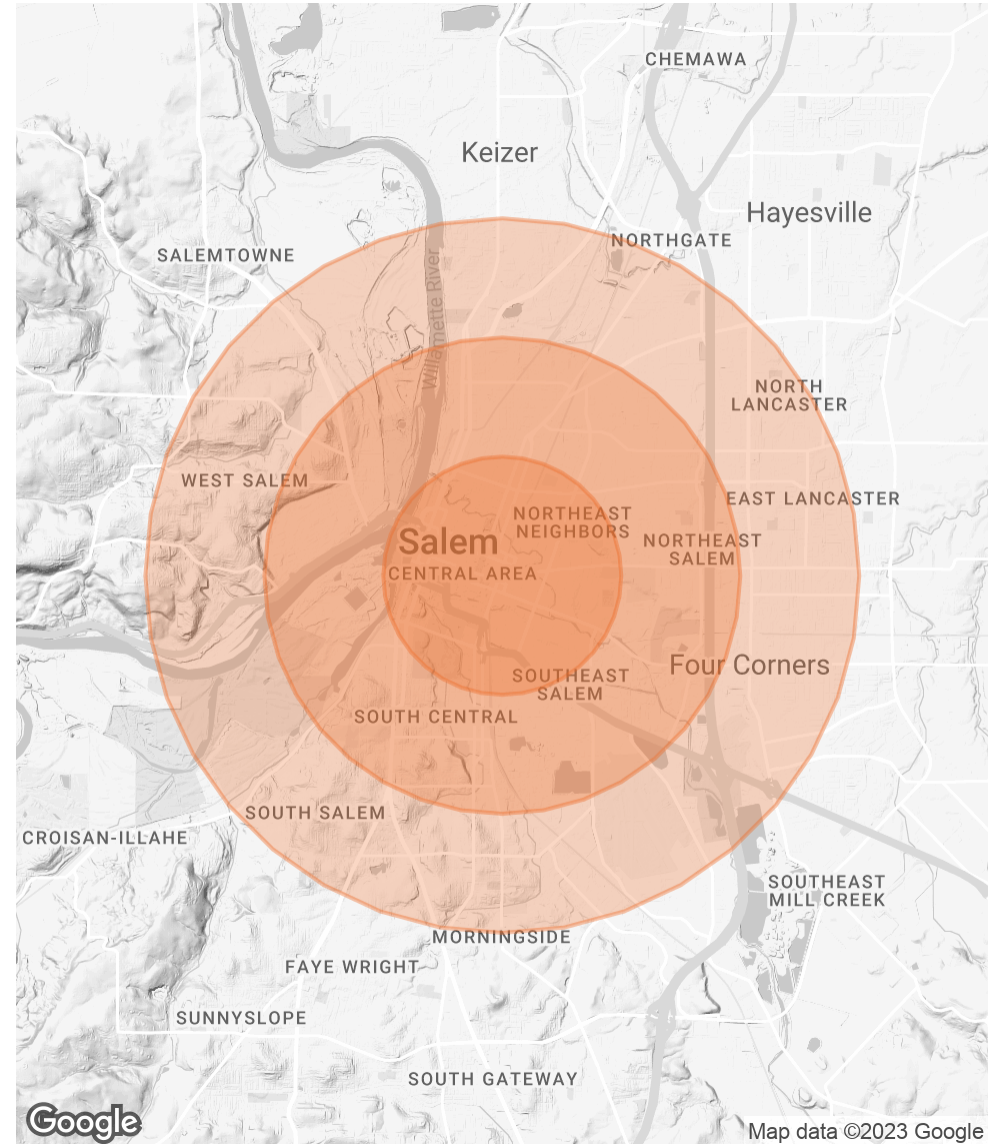 CHEMAWA
Keizer
Hayesville
NORTHGATE
SALEMTOWNE
Willamette River
NORTH
LANCASTER
WEST SALEM
EAST LANCASTER
NORTHEAST
NEIGHBORS
Salem
NORTHEAST
SALEM
CENTRAL AREA
Four Corners
SOUTHEAST
SALEM
SOUTH CENTRAL
SOUTH SALEM
CROISAN-ILLAHE
SOUTHEAST
MILL CREEK
MORNINGSIDE
FAYE WRIGHT
SUNNYSLOPE
SOUTH GATEWAY
Google
Map data ©2023 Google